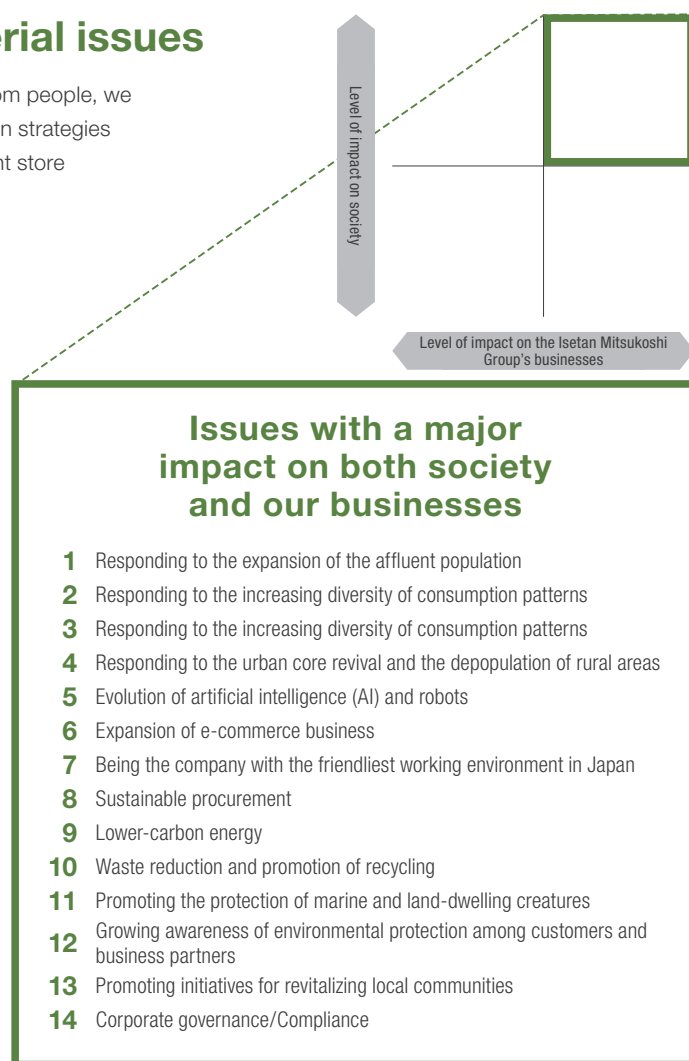 erial issues
om people, we
n strategies
nt store
Level of impact on society
Level of impact on the Isetan Mitsukoshi
Group's businesses
Issues with a major
impact on both society
and our businesses
1 Responding to the expansion of the affluent population
2 Responding to the increasing diversity of consumption patterns
3 Responding to the increasing diversity of consumption patterns
4 Responding to the urban core revival and the depopulation of rural areas
5 Evolution of artificial intelligence (AI) and robots
6 Expansion of e-commerce business
7 Being the company with the friendliest working environment in Japan
8 Sustainable procurement
9 Lower-carbon energy
10 Waste reduction and promotion of recycling
11 Promoting the protection of marine and land-dwelling creatures
12 Growing awareness of environmental protection among customers and
business partners
13 Promoting initiatives for revitalizing local communities
14 Corporate governance/Compliance